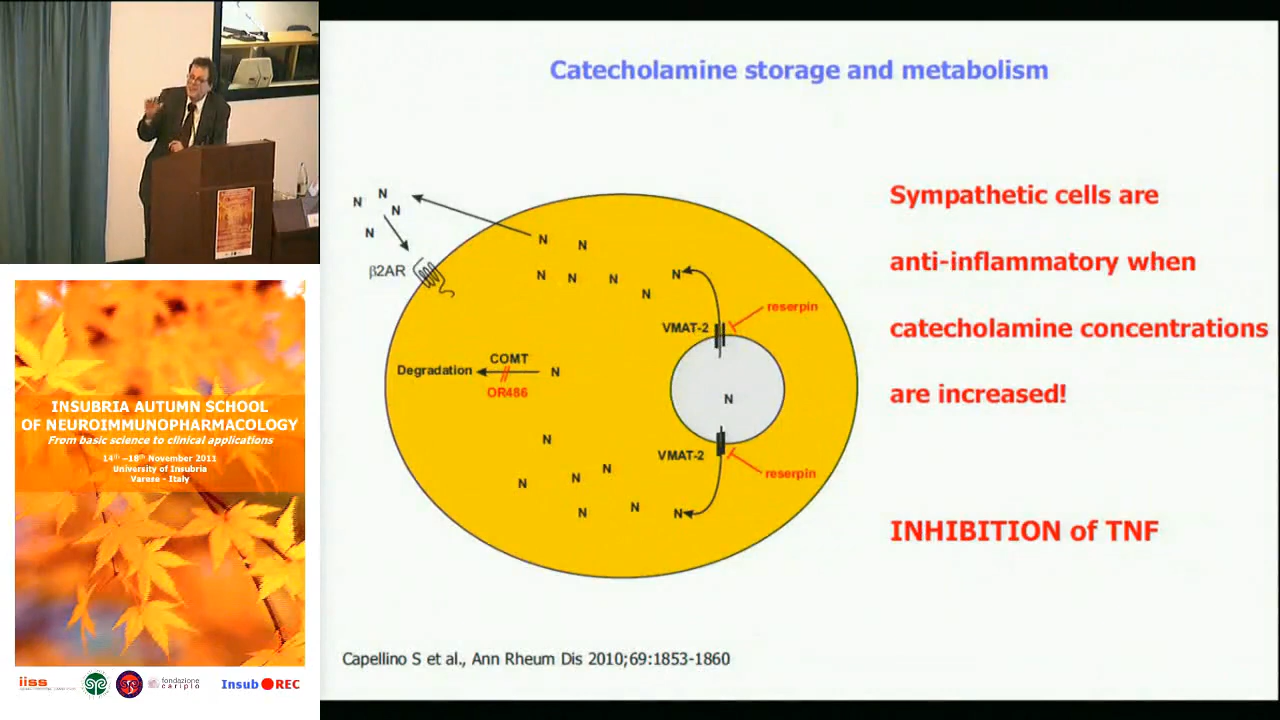 Catecholamine storage and metabolism
N
N
N
N
β2AR
N
N
N
N
N
N
N
VMAT-2
reserpin
Degradation
COMT
N
OR486
N
VMAT-2
reserpin
N
N
N
N
N
N
N
Sympathetic cells are
anti-inflammatory when
catecholamine concentrations
are increased!
INHIBITION of TNF
Capellino S et al., Ann Rheum Dis 2010;69:1853-1860
INSUBRIA AUTUMN SCHOOL
OF NEUROIMMUNOPHARMACOLOGY
From basic science to clinical applications
14th –18th November 2011
University of Insubria
Varese - Italy
iiss
fondazione
cariplo
Insub REC